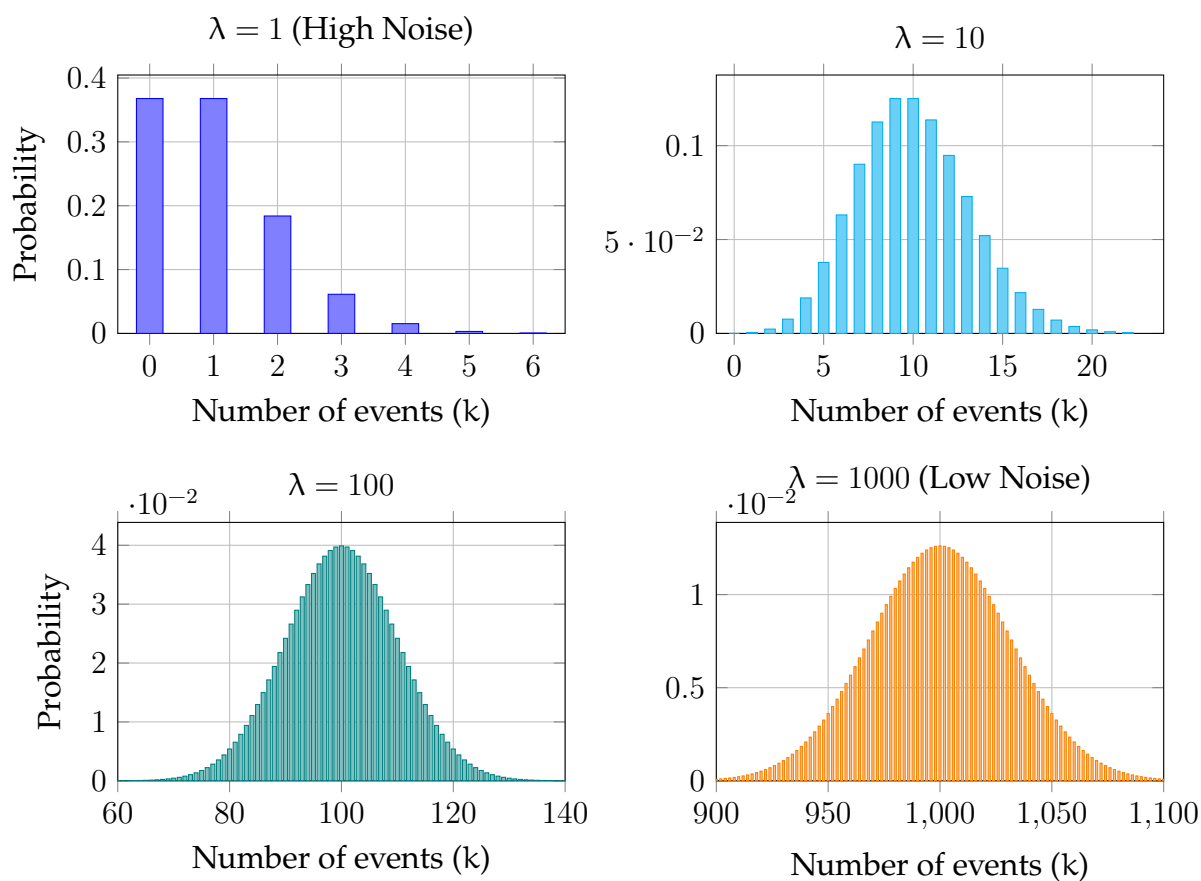 λ = 1 (High Noise)
Probability
0.4
0.3
0.2
0.1
0
0 1 2 3 4 5 6
Number of events (k)
λ = 10
0.1
5 · 10⁻²
0
0 5 10 15 20
Number of events (k)
λ = 100
·10⁻²
Probability
4
3
2
1
0
60 80 100 120 140
Number of events (k)
λ = 1000 (Low Noise)
·10⁻²
1
0.5
0
900 950 1,000 1,050 1,100
Number of events (k)